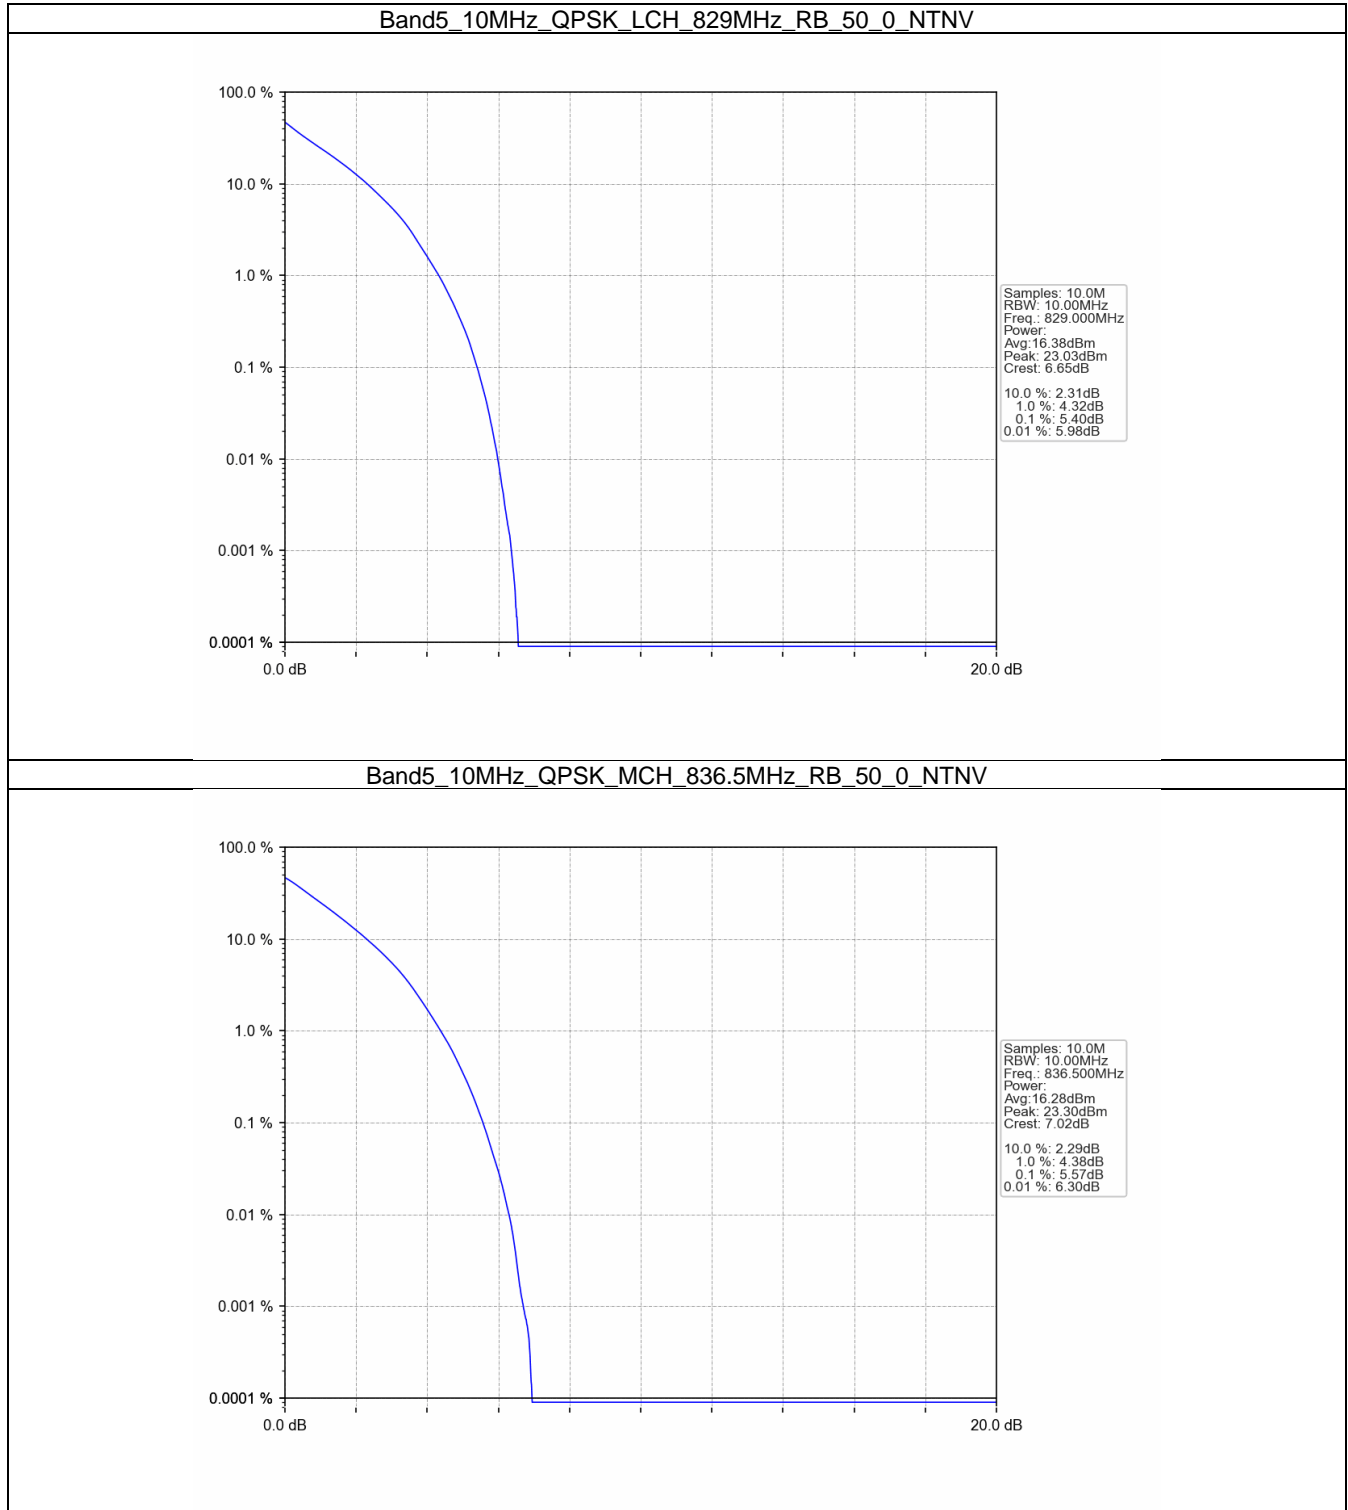 Band5_10MHz_QPSK_LCH_829MHz_RB_50_0_NTNV
100.0 %
10.0 %
1.0 %
0.1 %
0.01 %
0.001 %
0.0001 %
0.0 dB
20.0 dB
Samples: 10.0M
RBW: 10.00MHz
Freq.: 829.000MHz
Power:
Avg:16.38dBm
Peak: 23.03dBm
Crest: 6.65dB
10.0 %: 2.31dB
1.0 %: 4.32dB
0.1 %: 5.40dB
0.01 %: 5.98dB
Band5_10MHz_QPSK_MCH_836.5MHz_RB_50_0_NTNV
100.0 %
10.0 %
1.0 %
0.1 %
0.01 %
0.001 %
0.0001 %
0.0 dB
20.0 dB
Samples: 10.0M
RBW: 10.00MHz
Freq.: 836.500MHz
Power:
Avg:16.28dBm
Peak: 23.30dBm
Crest: 7.02dB
10.0 %: 2.29dB
1.0 %: 4.38dB
0.1 %: 5.57dB
0.01 %: 6.30dB